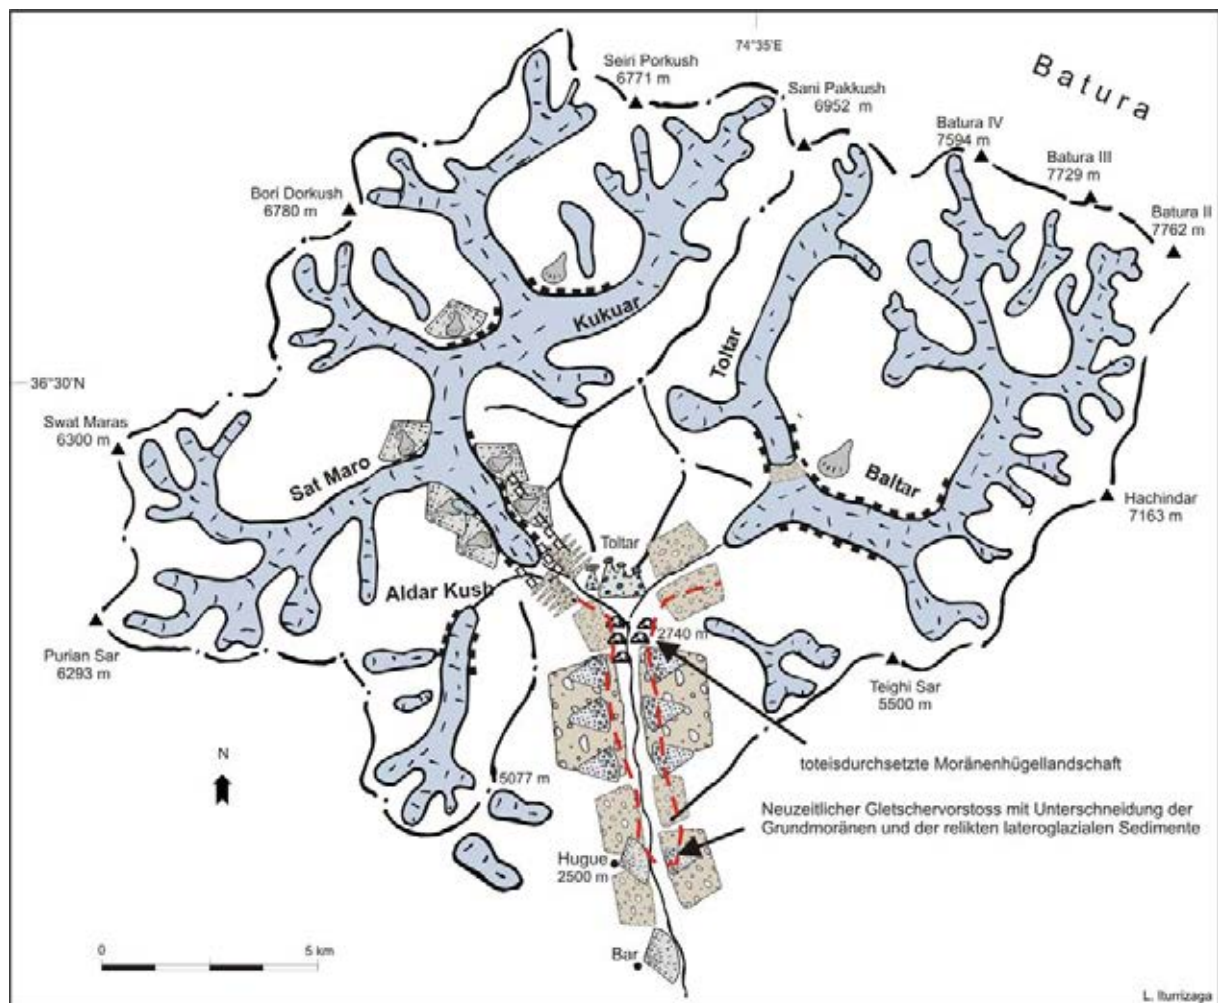 74°35'E
Batura
Seiri Porkush
6771 m
Sani Pakkush
6952 m
Batura IV
7594 m
Batura III
7729 m
Batura II
7762 m
Bori Dorkush
6780 m
Kukuar
Toltar
36°30'N
Swat Maras
6300 m
Sat Maro
Baltar
Hachindar
7163 m
Toltar
Aldar Kush
2740 m
Purian Sar
6293 m
Teighi Sar
5500 m
N
5077 m
toteisdurchsetzte Moränenhügellandschaft
Neuzeitlicher Gletschervorstoss mit Unterschneidung der
Grundmoränen und der relikten lateroglazialen Sedimente
Hugue
2500 m
0 5 km
Bar
L. Iturrizaga